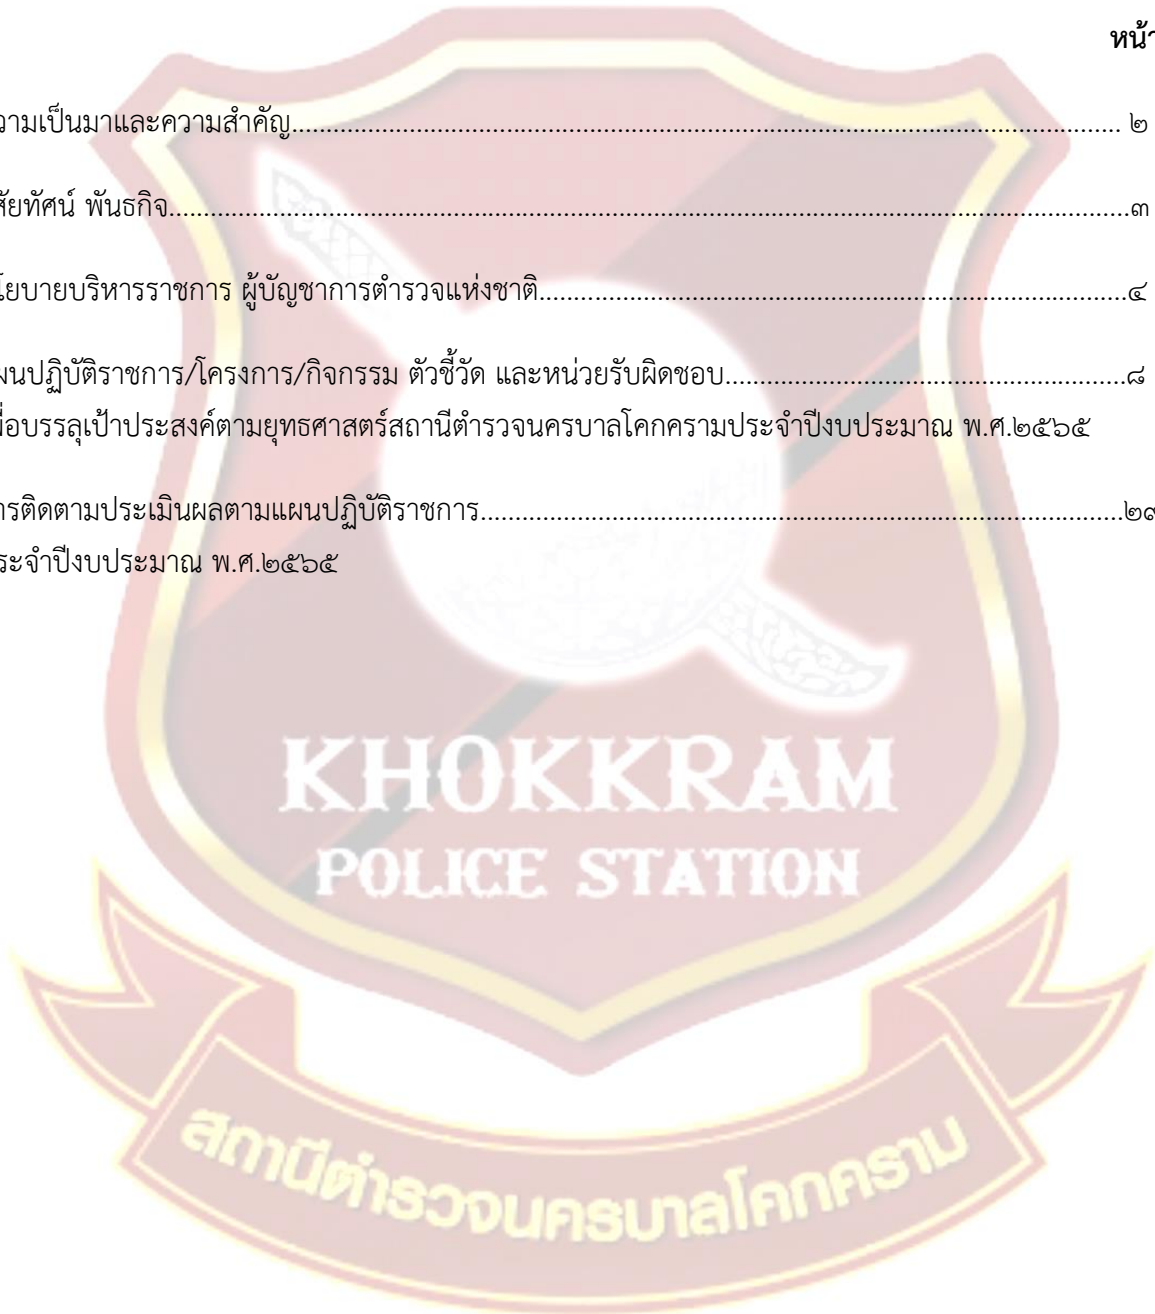 หน้า
วามเป็นมาและความสำคัญ........................................................................................................................ ๒
สัยทัศน์ พันธกิจ............................................................................................................................................๓
โยบายบริหารราชการ ผู้บัญชาการตำรวจแห่งชาติ......................................................................................๔
ผนปฏิบัติราชการ/โครงการ/กิจกรรม ตัวชี้วัด และหน่วยรับผิดชอบ...........................................................๘
พื่อบรรลุเป้าประสงค์ตามยุทธศาสตร์สถานีตำรวจนครบาลโคกครามประจำปีงบประมาณ พ.ศ.๒๕๖๕
ารติดตามประเมินผลตามแผนปฏิบัติราชการ..............................................................................................๒๙
ระจำปีงบประมาณ พ.ศ.๒๕๖๕
KHOKKRAM
POLICE STATION
สถานีตำรวจนครบาลโคกคราม